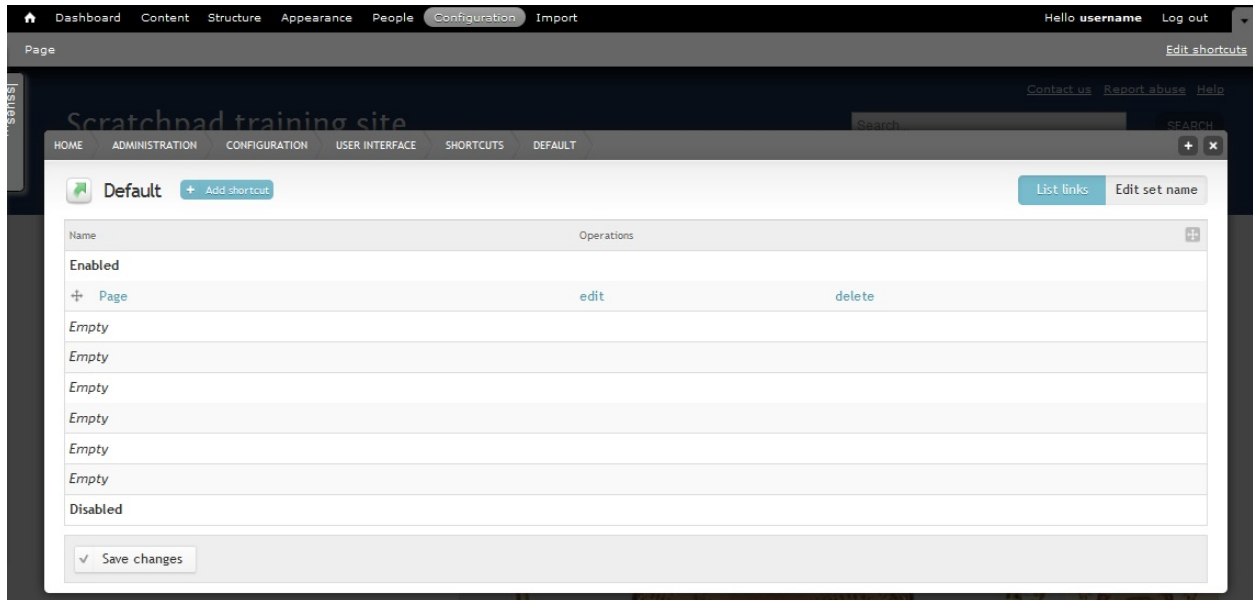 Dashboard Content Structure Appearance People Configuration Import Hello username Log out
Page Edit shortcuts
Issues...
Contact us Report abuse Help
Scratchpad training site
Search...
SEARCH
HOME ADMINISTRATION CONFIGURATION USER INTERFACE SHORTCUTS DEFAULT
Default + Add shortcut List links Edit set name
Name Operations
Enabled
Page edit delete
Empty
Empty
Empty
Empty
Empty
Empty
Disabled
Save changes